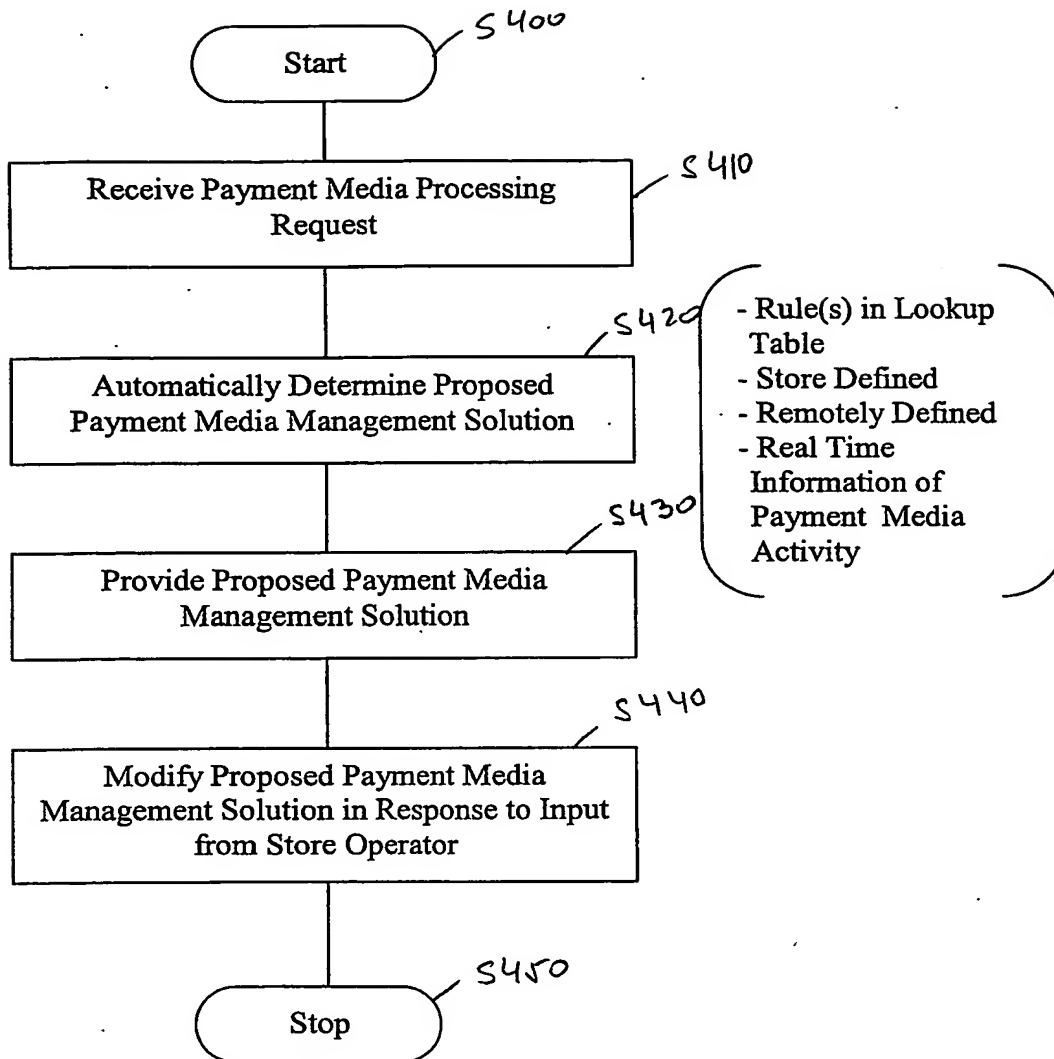 S400
Start
S410
Receive Payment Media Processing
Request
S420
Automatically Determine Proposed
Payment Media Management Solution
- Rule(s) in Lookup
Table
- Store Defined
- Remotely Defined
- Real Time
Information of
Payment Media
Activity
S430
Provide Proposed Payment Media
Management Solution
S440
Modify Proposed Payment Media
Management Solution in Response to Input
from Store Operator
S450
Stop